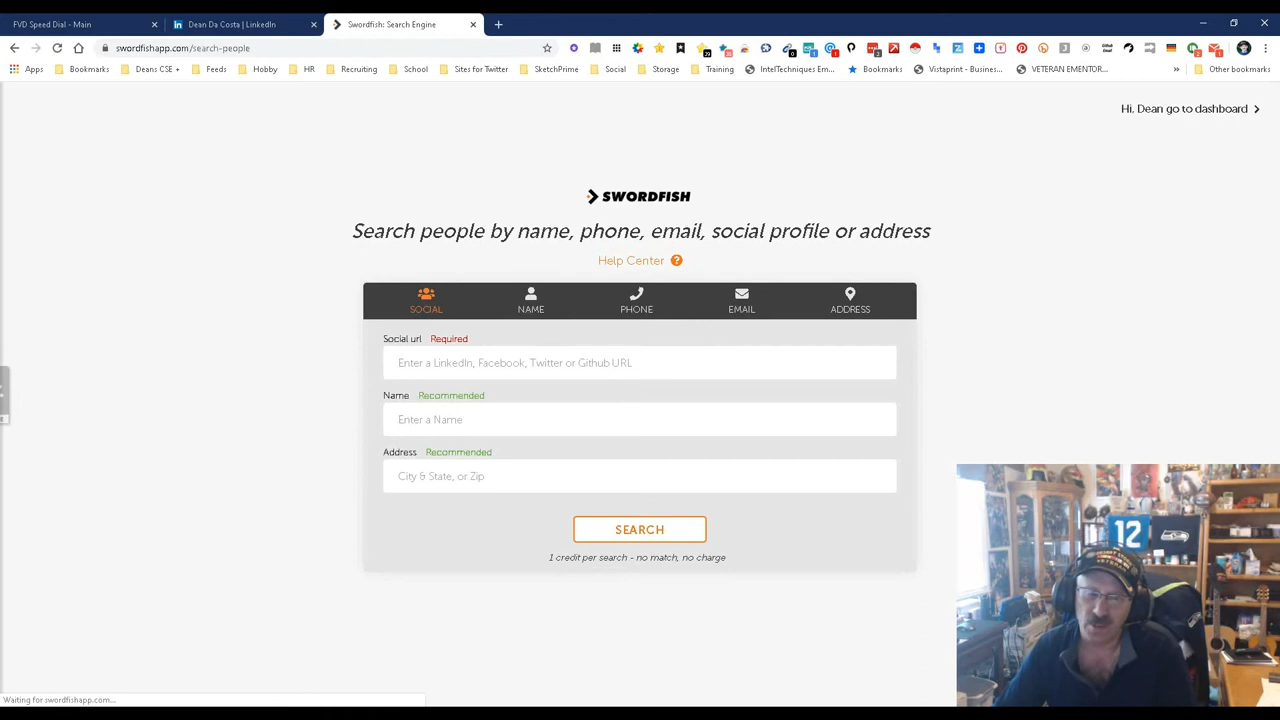 FVD Speed Dial - Main
Dean Da Costa | LinkedIn
Swordfish: Search Engine
swordfishapp.com/search-people
Apps Bookmarks Deans CSE + Feeds Hobby HR Recruiting School Sites for Twitter SketchPrime Social Storage Training IntelTechniques Em... Bookmarks Vistaprint - Busines... VETERAN EMENTOR... » Other bookmarks
Hi, Dean go to dashboard
SWORDFISH
Search people by name, phone, email, social profile or address
Help Center ?
SOCIAL NAME PHONE EMAIL ADDRESS
Social url Required
Enter a LinkedIn, Facebook, Twitter or Github URL
Name Recommended
Enter a Name
Address Recommended
City & State, or Zip
SEARCH
1 credit per search - no match, no charge
12
Waiting for swordfishapp.com...